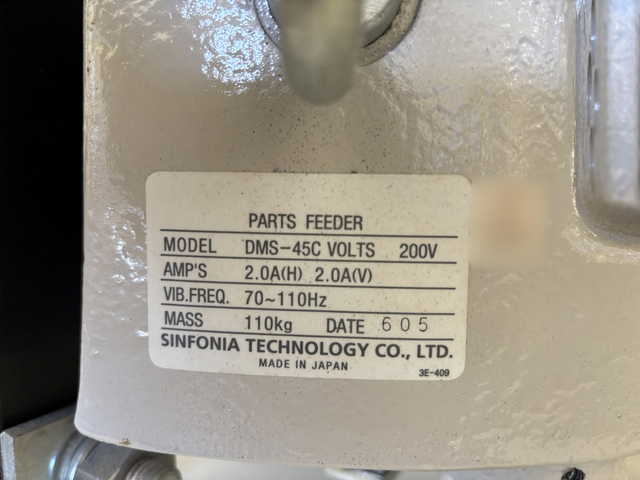 PARTS FEEDER
MODEL DMS-45C VOLTS 200V
AMP'S 2.0A(H) 2.0A(V)
VIB.FREQ. 70~110Hz
MASS 110kg DATE 605
SINFONIA TECHNOLOGY CO., LTD.
MADE IN JAPAN
3E-409